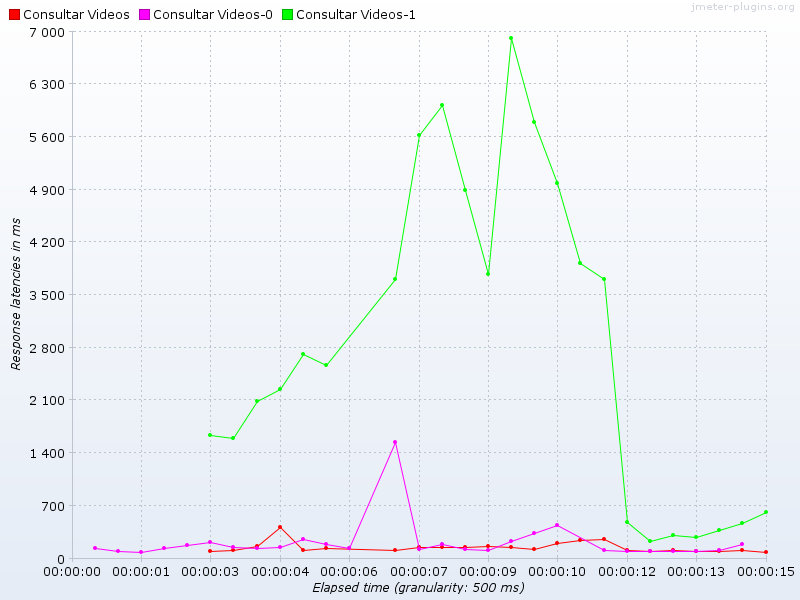 Consultar Videos Consultar Videos-0 Consultar Videos-1
jmeter-plugins.org
7 000
6 300
5 600
4 900
4 200
3 500
2 800
2 100
1 400
700
0
Response latencies in ms
00:00:00 00:00:01 00:00:03 00:00:04 00:00:06 00:00:07 00:00:09 00:00:10 00:00:12 00:00:13 00:00:15
Elapsed time (granularity: 500 ms)